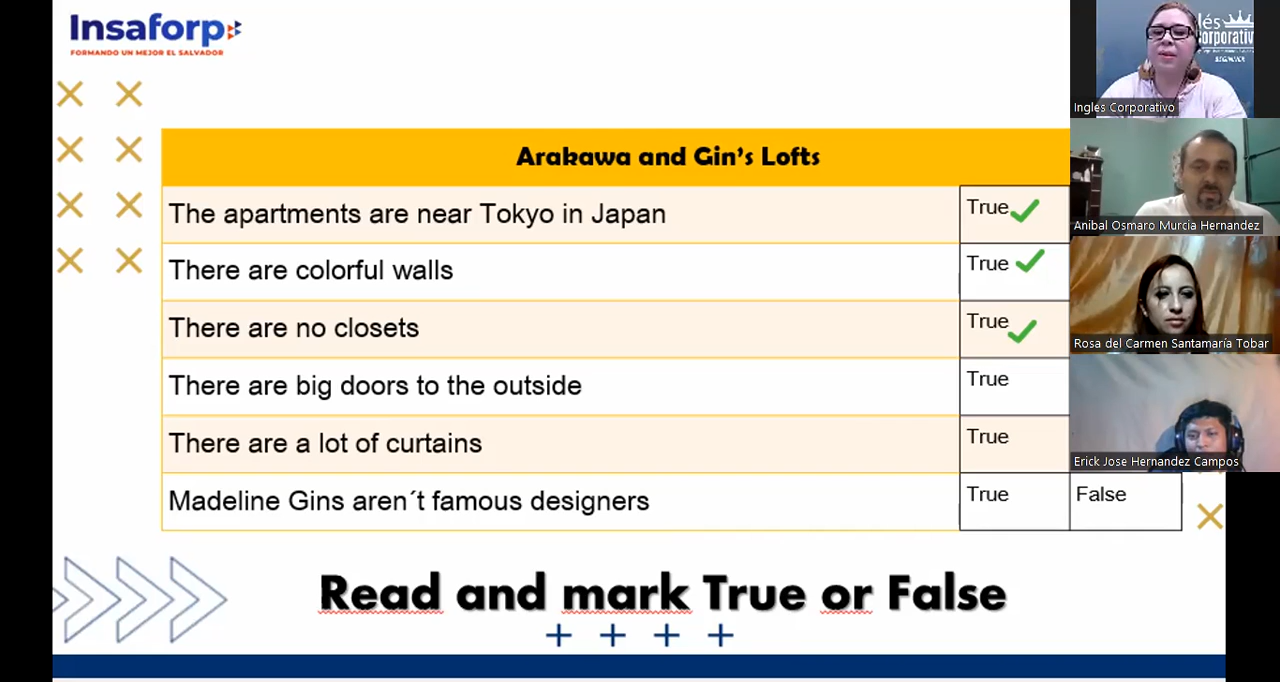 Insaforp
FORMANDO UN MEJOR EL SALVADOR
Arakawa and Gin's Lofts
The apartments are near Tokyo in Japan True
There are colorful walls True
There are no closets True
There are big doors to the outside True
There are a lot of curtains True
Madeline Gins aren´t famous designers True False
Read and mark True or False
Ingles Corporativo
Anibal Osmaro Murcia Hernandez
Rosa del Carmen Santamaría Tobar
Erick Jose Hernandez Campos